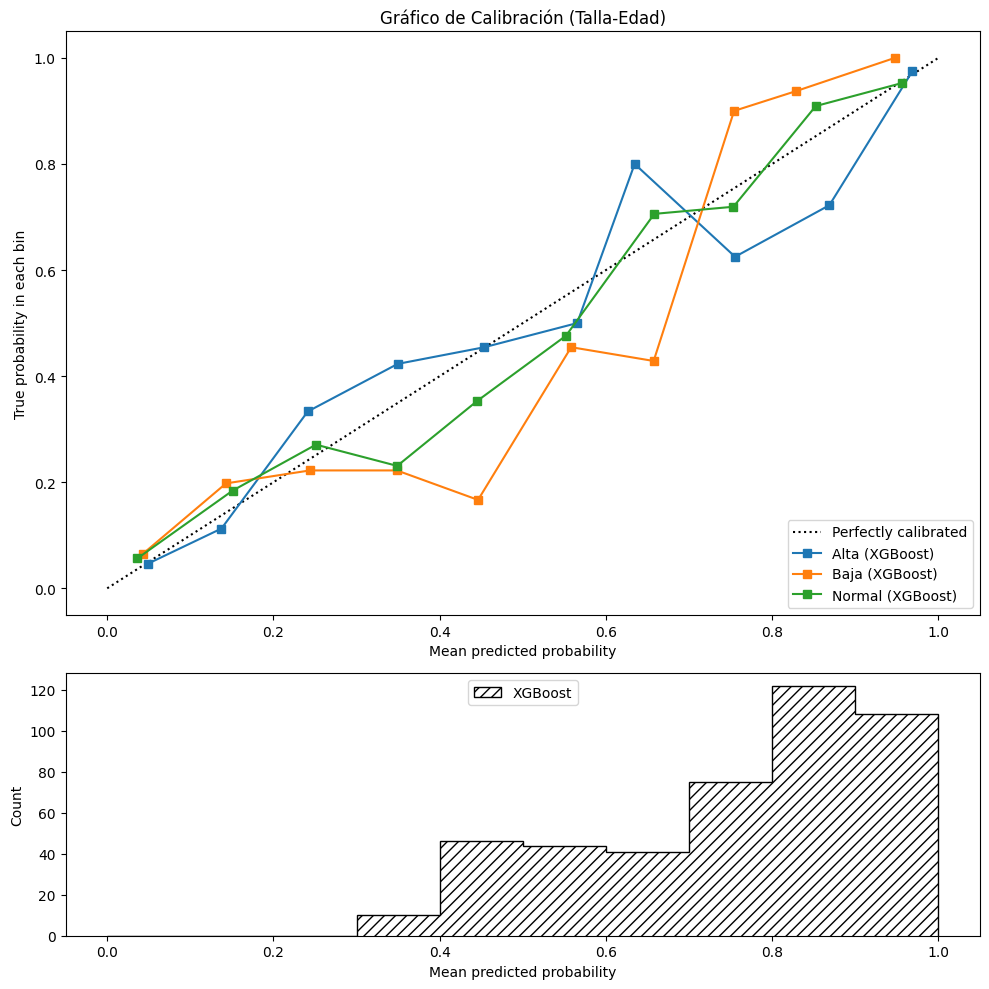 Gráfico de Calibración (Talla-Edad)
1.0
0.8
0.6
0.4
0.2
0.0
True probability in each bin
Perfectly calibrated
Alta (XGBoost)
Baja (XGBoost)
Normal (XGBoost)
0.0 0.2 0.4 0.6 0.8 1.0
Mean predicted probability
XGBoost
120
100
80
60
40
20
0
Count
0.0 0.2 0.4 0.6 0.8 1.0
Mean predicted probability